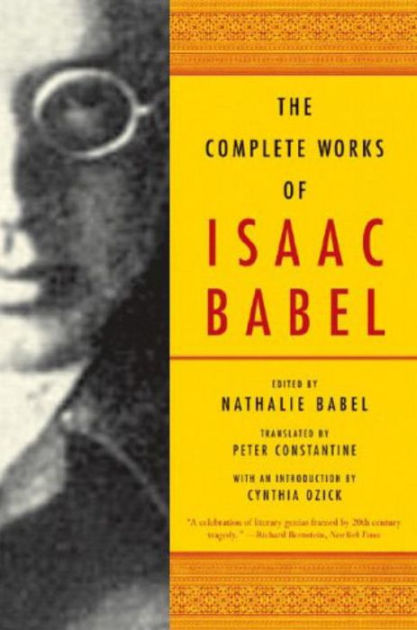 THE
COMPLETE WORKS
OF
ISAAC
BABEL
EDITED BY
NATHALIE BABEL
TRANSLATED BY
PETER CONSTANTINE
WITH AN INTRODUCTION BY
CYNTHIA OZICK
"A celebration of literary genius framed by 20th century
tragedy." —Richard Bernstein, New York Times